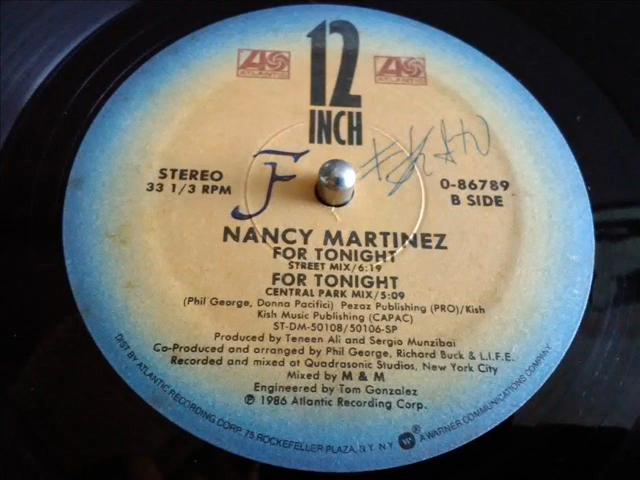 12
INCH
ATLANTIC
ATLANTIC
STEREO
33 1/3 RPM
F
0-86789
B SIDE
NANCY MARTINEZ
FOR TONIGHT
STREET MIX/6:19
FOR TONIGHT
CENTRAL PARK MIX/5:09
(Phil George, Donna Pacifici) Pezaz Publishing (PRO)/Kish
Kish Music Publishing (CAPAC)
ST-DM-50108/50106-SP
Produced by Teneen Ali and Sergio Munzibai
Co-Produced and arranged by Phil George, Richard Buck & L.I.F.E.
Recorded and mixed at Quadrasonic Studios, New York City
Mixed by M & M
Engineered by Tom Gonzalez
℗ 1986 Atlantic Recording Corp.
DIST. BY ATLANTIC RECORDING CORP. 75 ROCKEFELLER PLAZA, N.Y. N.Y. A WARNER COMMUNICATIONS COMPANY